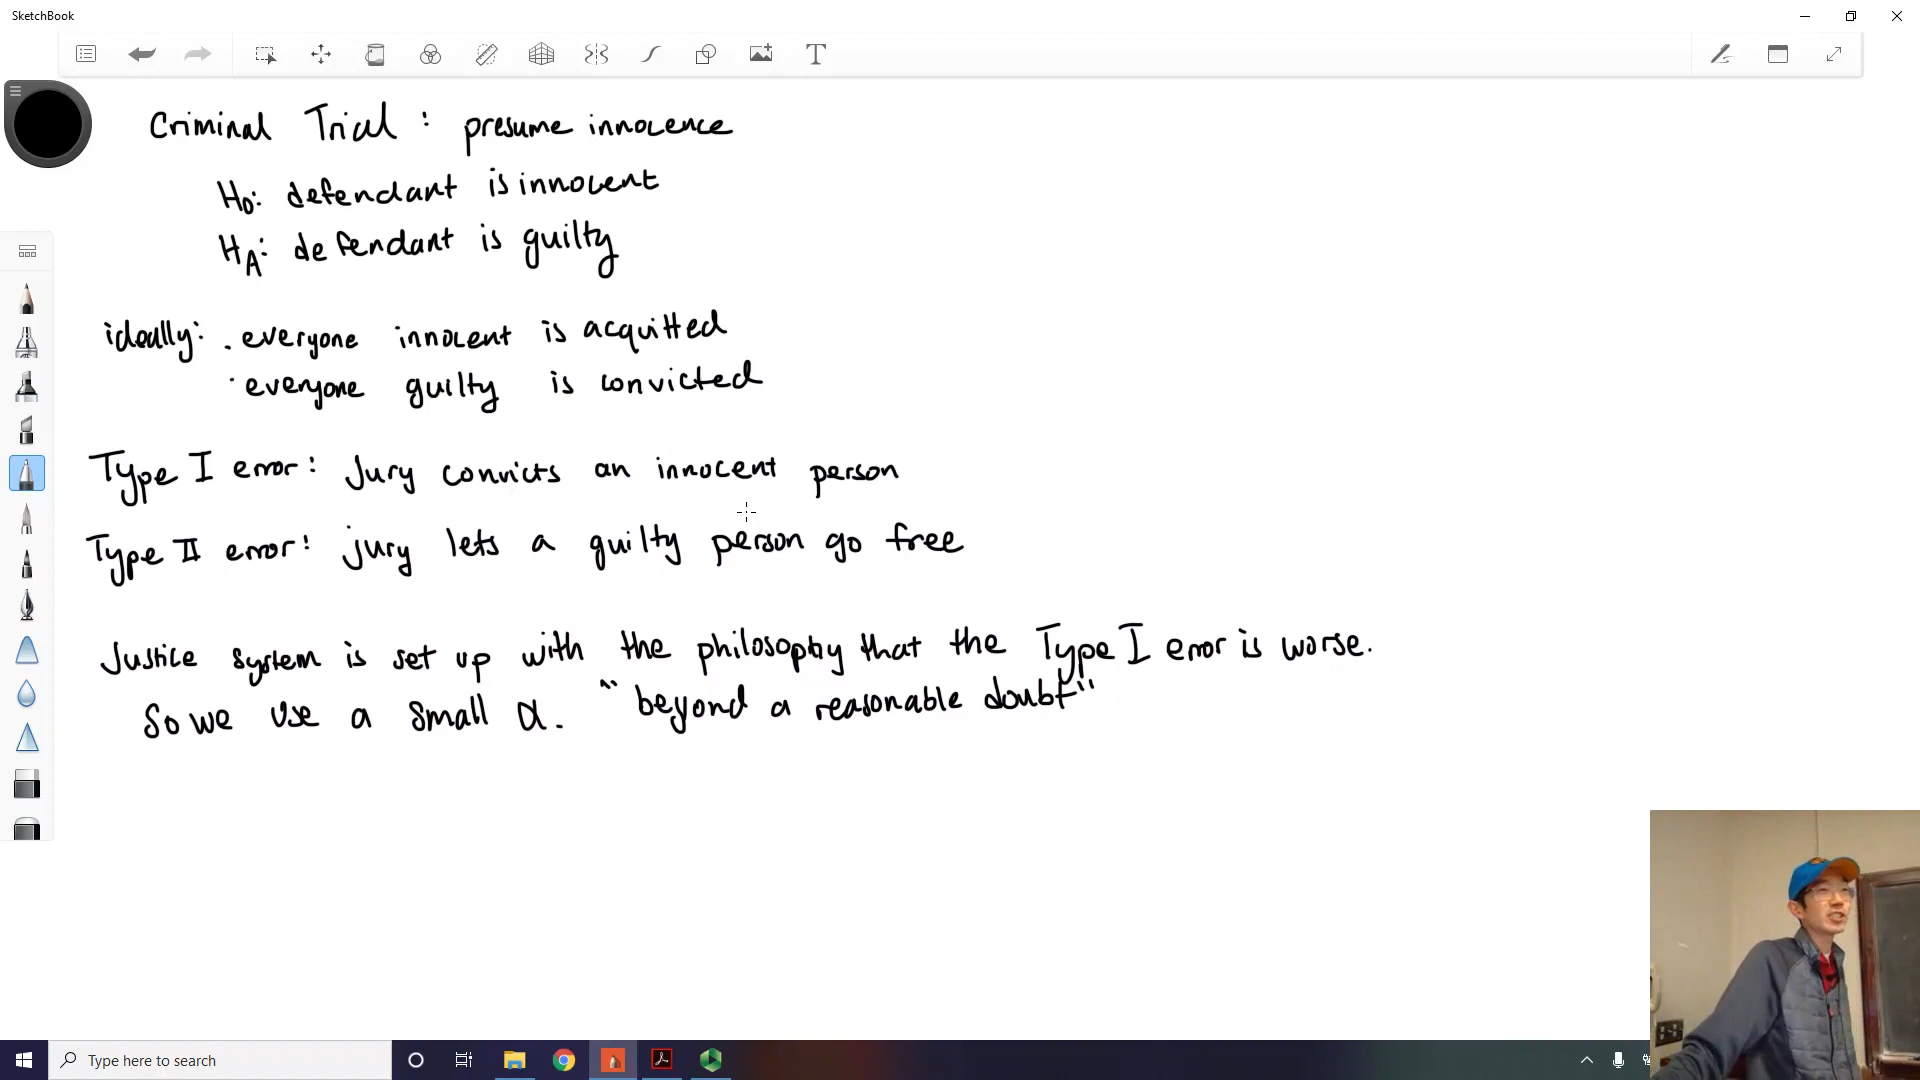 SketchBook
Criminal Trial : presume innocence
H0: defendant is innocent
HA: defendant is guilty
ideally: . everyone innocent is acquitted
· everyone guilty is convicted
Type I error: Jury convicts an innocent person
Type II error: jury lets a guilty person go free
Justice system is set up with the philosophy that the Type I error is worse.
So we use a small α. "beyond a reasonable doubt"
Type here to search